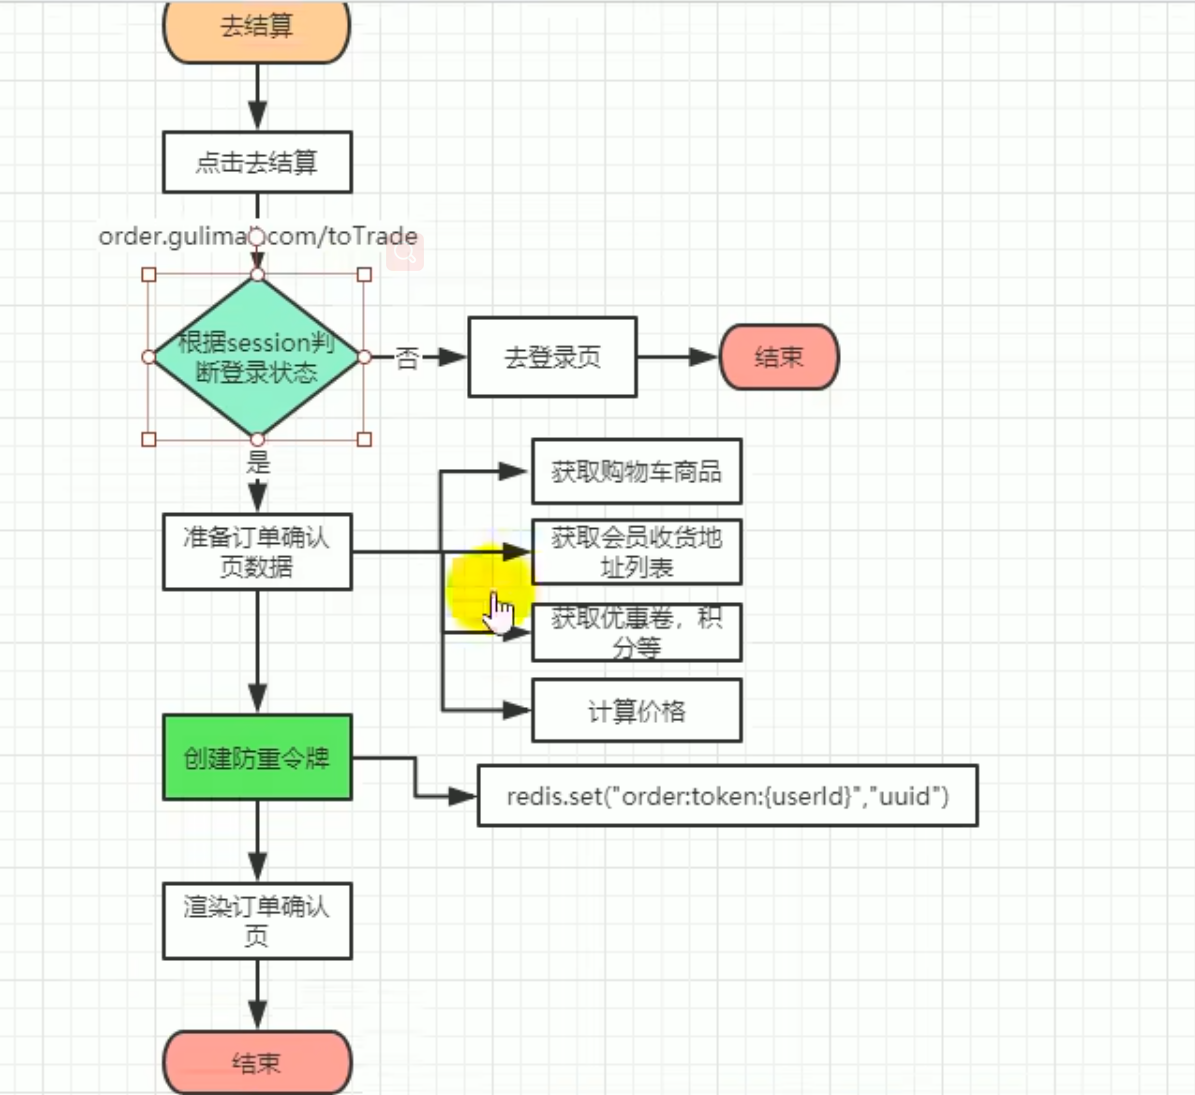 去结算
点击去结算
order.gulimall.com/toTrade
根据session判
断登录状态
否
去登录页
结束
是
获取购物车商品
准备订单确认
页数据
获取会员收货地
址列表
获取优惠卷，积
分等
计算价格
创建防重令牌
redis.set("order:token:{userId}","uuid")
渲染订单确认
页
结束